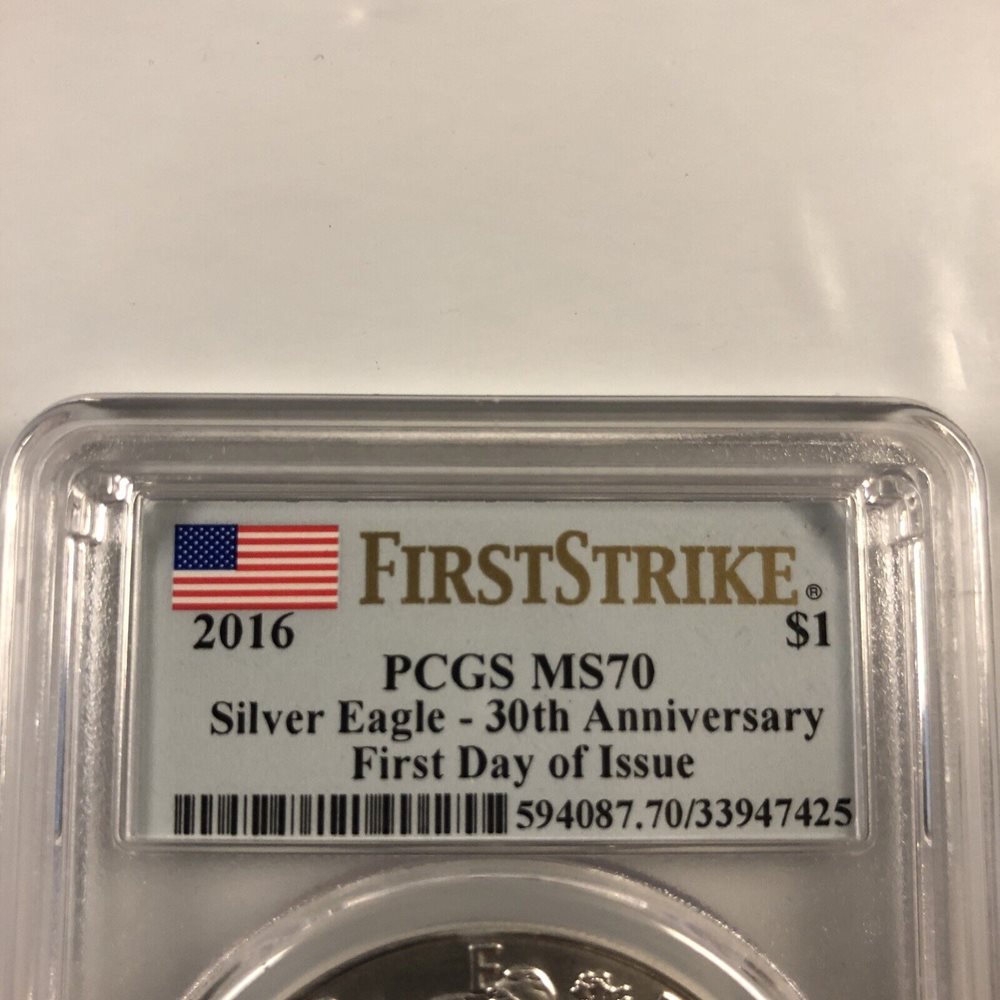 FIRSTSTRIKE®
2016 $1
PCGS MS70
Silver Eagle - 30th Anniversary
First Day of Issue
594087.70/33947425
E